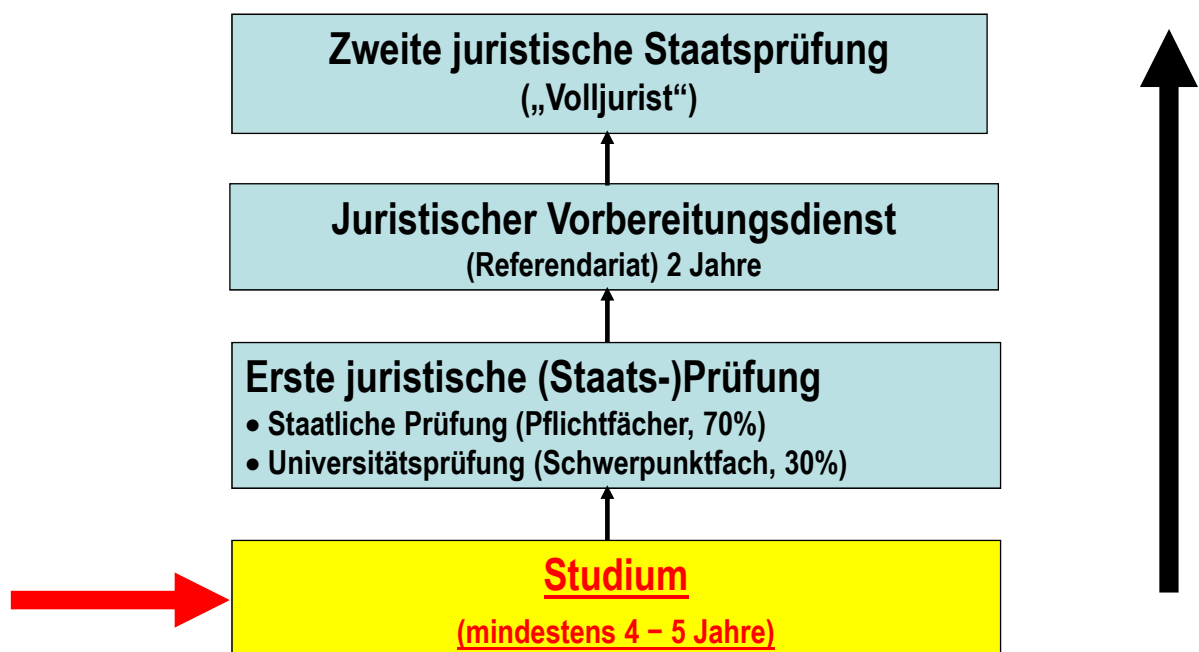 Zweite juristische Staatsprüfung
(„Volljurist“)
Juristischer Vorbereitungsdienst
(Referendariat) 2 Jahre
Erste juristische (Staats-)Prüfung
• Staatliche Prüfung (Pflichtfächer, 70%)
• Universitätsprüfung (Schwerpunktfach, 30%)
Studium
(mindestens 4 − 5 Jahre)